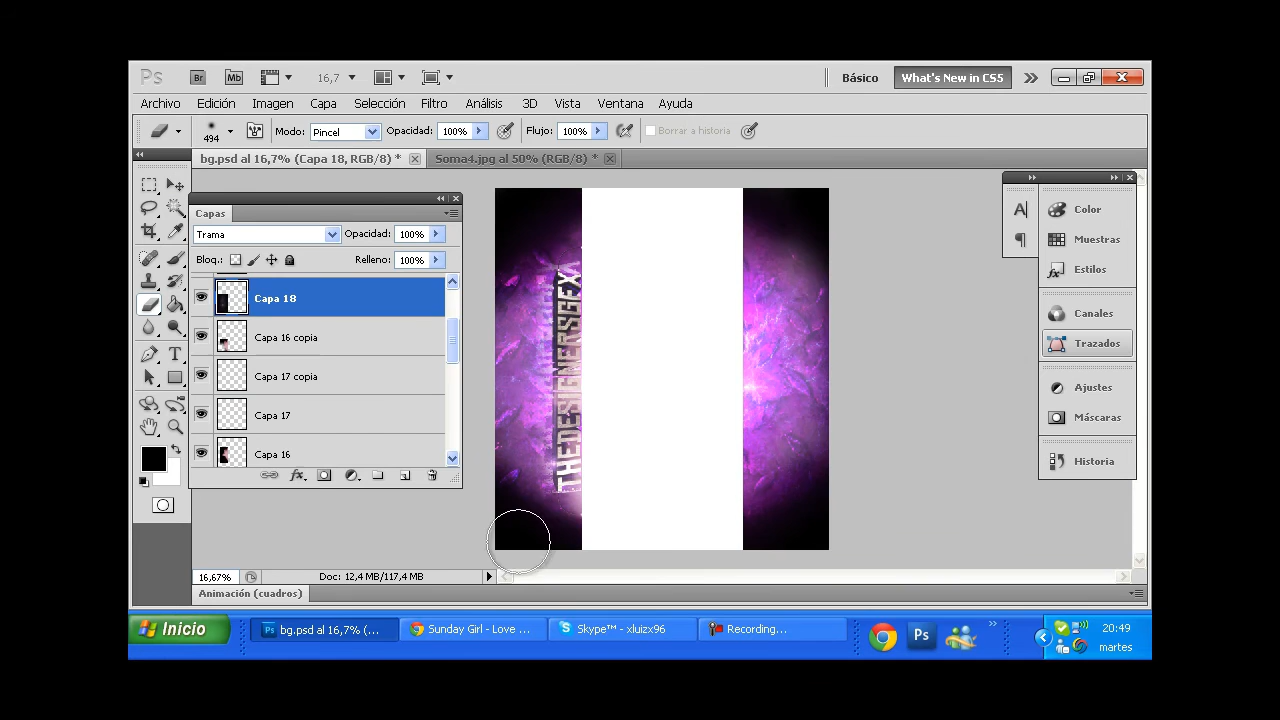 Ps Br Mb 16,7 Básico What's New in CS5
Archivo Edición Imagen Capa Selección Filtro Análisis 3D Vista Ventana Ayuda
494 Modo: Pincel Opacidad: 100% Flujo: 100% Borrar a historia
bg.psd al 16,7% (Capa 18, RGB/8) * Soma4.jpg al 50% (RGB/8) *
Capas
Trama Opacidad: 100%
Bloq.: Relleno: 100%
Capa 18
Capa 16 copia
Capa 17 copia
Capa 17
Capa 16
THEDESIGNERSGFX
A
Color
Muestras
Estilos
Canales
Trazados
Ajustes
Máscaras
Historia
16,67% Doc: 12,4 MB/117,4 MB
Animación (cuadros)
Inicio bg.psd al 16,7% (... Sunday Girl - Love ... Skype™ - xluizx96 Recording... Ps 20:49
martes